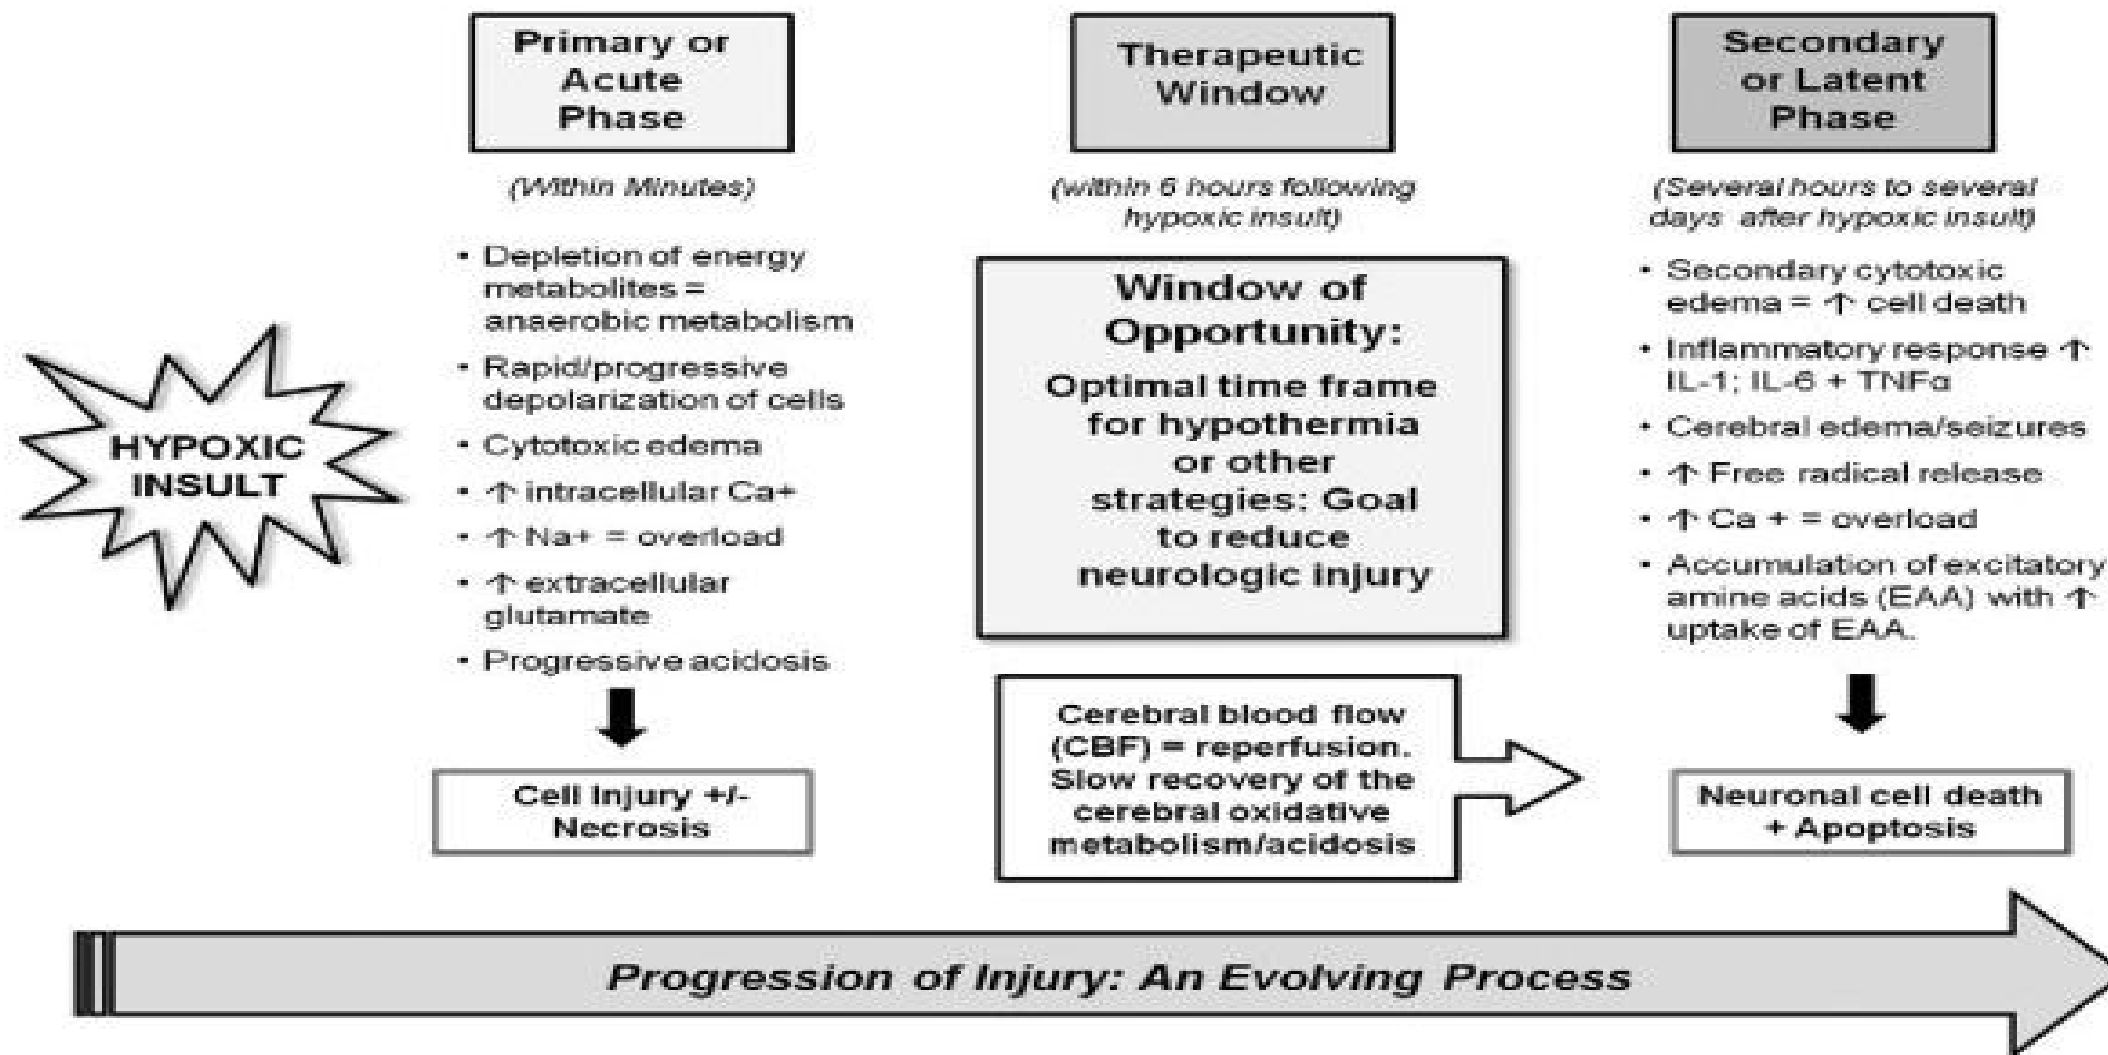 HYPOXIC
INSULT
Primary or
Acute
Phase
(Within Minutes)
• Depletion of energy
metabolites =
anaerobic metabolism
• Rapid/progressive
depolarization of cells
• Cytotoxic edema
• ↑ intracellular Ca+
• ↑ Na+ = overload
• ↑ extracellular
glutamate
• Progressive acidosis
Cell Injury +/-
Necrosis
Therapeutic
Window
(within 6 hours following
hypoxic insult)
Window of
Opportunity:
Optimal time frame
for hypothermia
or other
strategies: Goal
to reduce
neurologic injury
Cerebral blood flow
(CBF) = reperfusion.
Slow recovery of the
cerebral oxidative
metabolism/acidosis
Secondary
or Latent
Phase
(Several hours to several
days after hypoxic insult)
• Secondary cytotoxic
edema = ↑ cell death
• Inflammatory response ↑
IL-1; IL-6 + TNFα
• Cerebral edema/seizures
• ↑ Free radical release
• ↑ Ca + = overload
• Accumulation of excitatory
amine acids (EAA) with ↑
uptake of EAA.
Neuronal cell death
+ Apoptosis
Progression of Injury: An Evolving Process